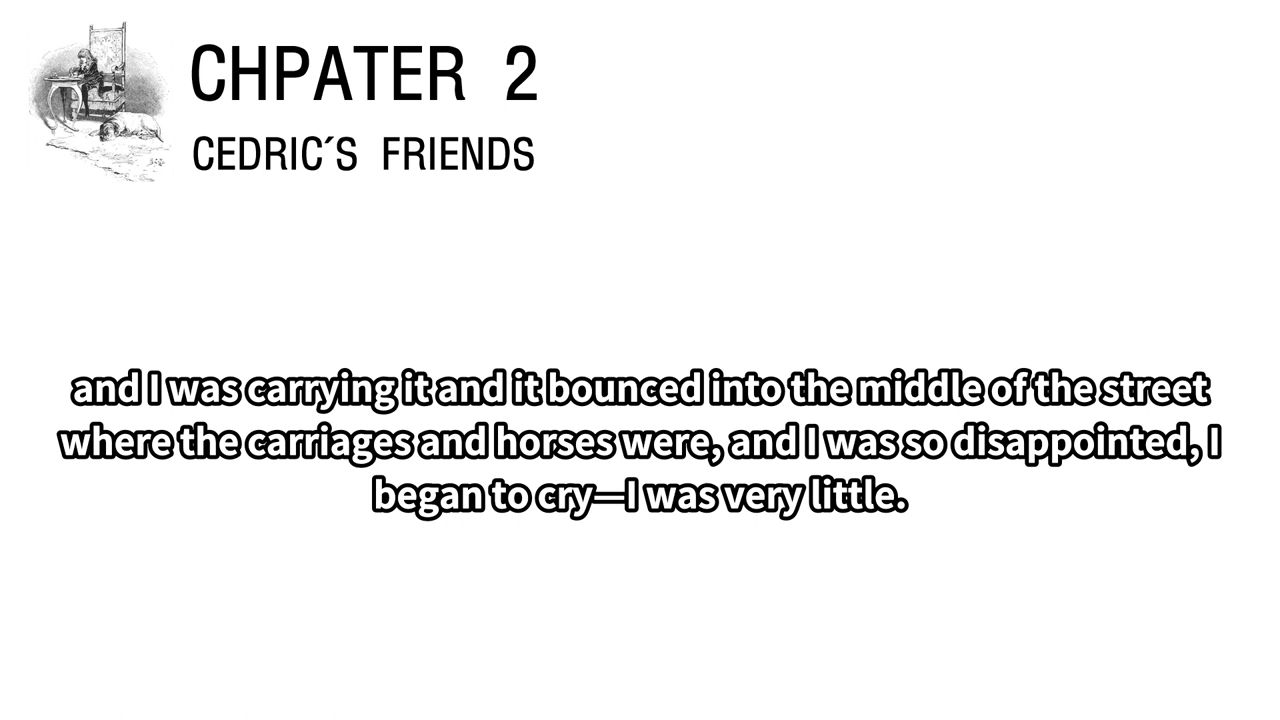 CHPATER 2
CEDRIC´S FRIENDS
and I was carrying it and it bounced into the middle of the street
where the carriages and horses were, and I was so disappointed, I
began to cry—I was very little.